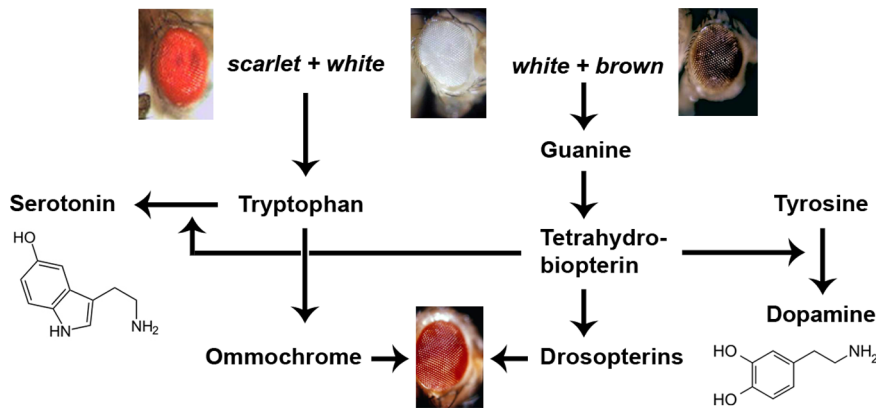 scarlet + white
white + brown
Guanine
Serotonin
Tryptophan
Tyrosine
Tetrahydro-
biopterin
HO
HN
NH2
Dopamine
Ommochrome
Drosopterins
HO
HO
NH2